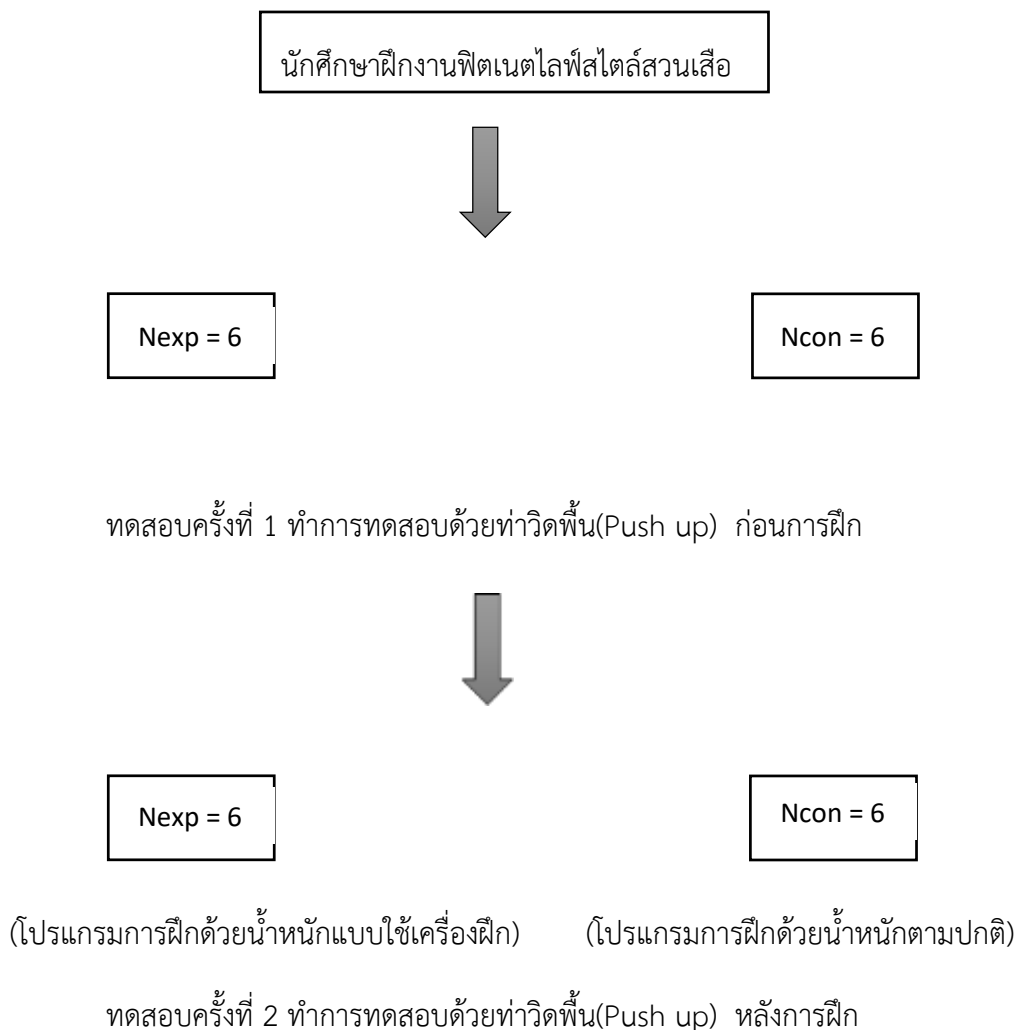 นักศึกษาฝึกงานฟิตเนตไลฟ์สไตล์สวนเสือ
Nexp = 6 Ncon = 6
ทดสอบครั้งที่ 1 ทำการทดสอบด้วยท่าวิดพื้น(Push up) ก่อนการฝึก
Nexp = 6 Ncon = 6
(โปรแกรมการฝึกด้วยน้ำหนักแบบใช้เครื่องฝึก) (โปรแกรมการฝึกด้วยน้ำหนักตามปกติ)
ทดสอบครั้งที่ 2 ทำการทดสอบด้วยท่าวิดพื้น(Push up) หลังการฝึก